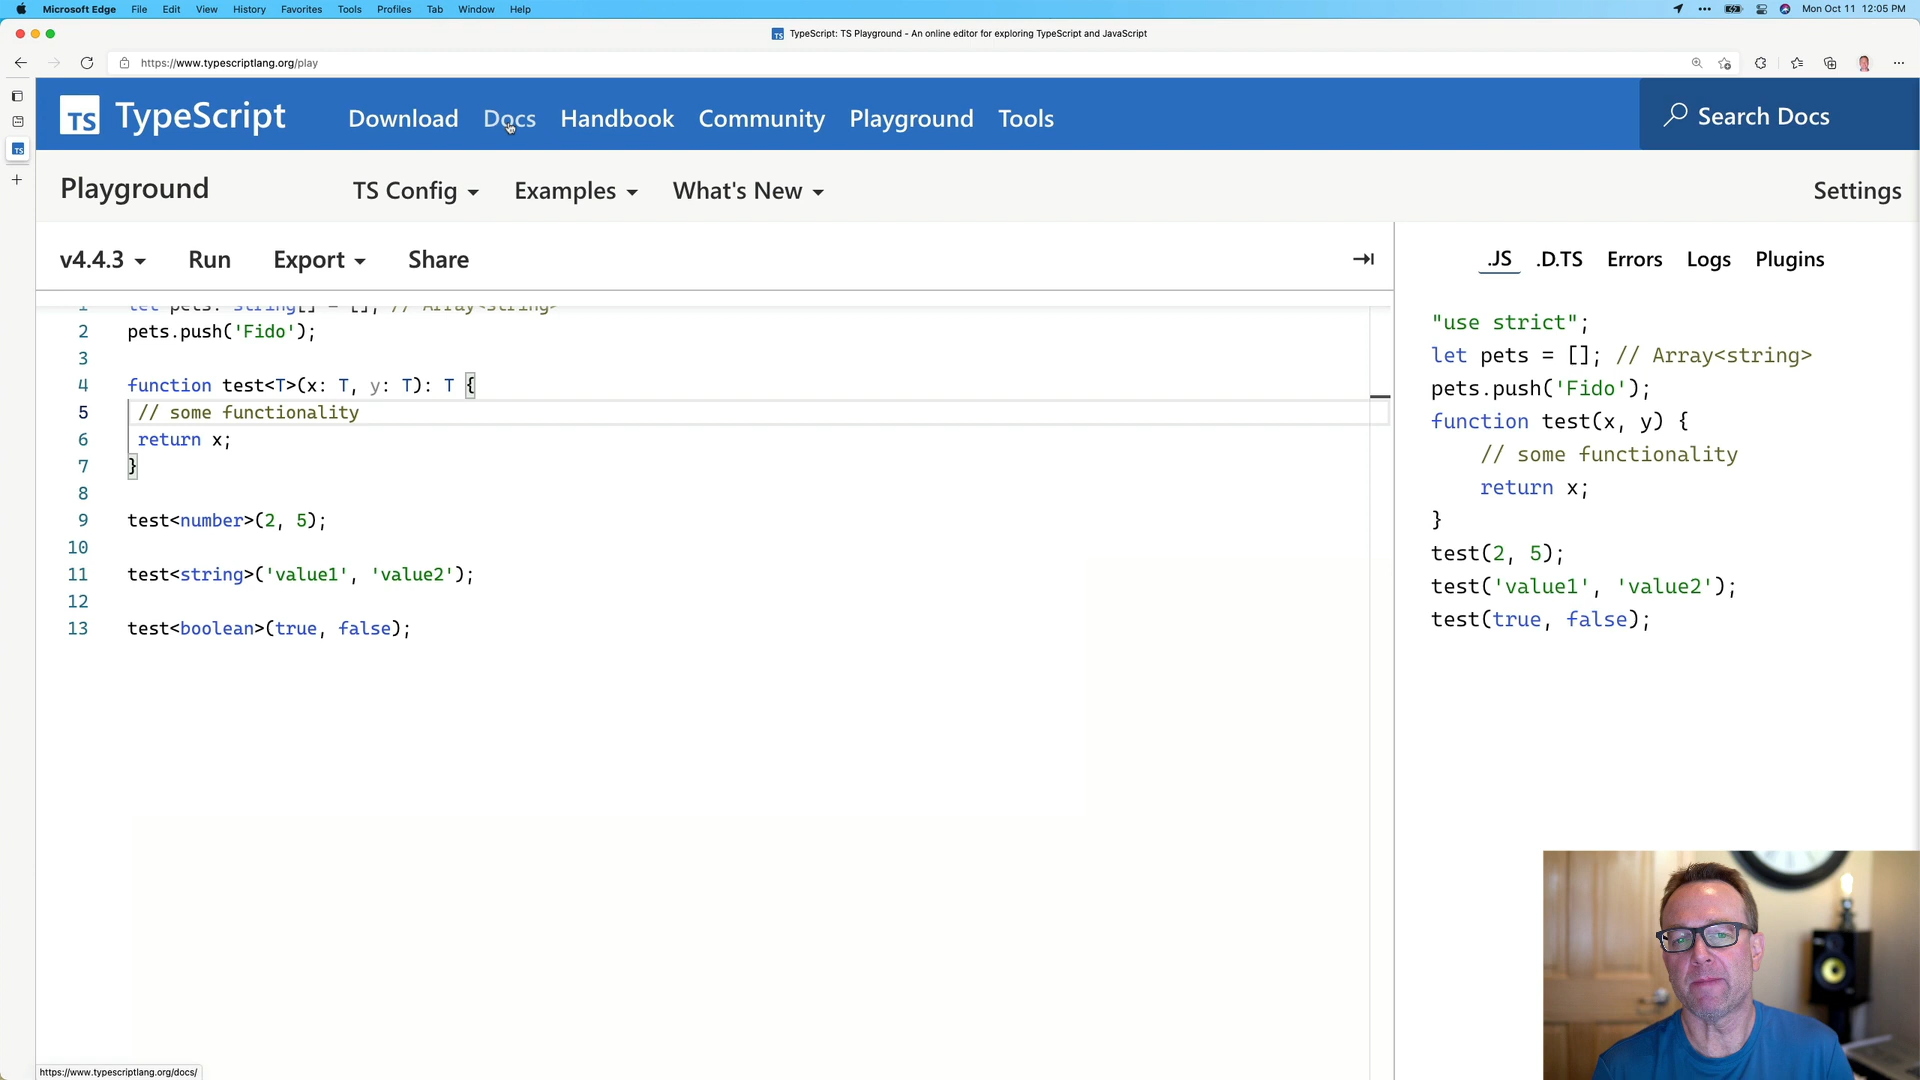 Microsoft Edge File Edit View History Favorites Tools Profiles Tab Window Help Mon Oct 11 12:05 PM
TS TypeScript: TS Playground - An online editor for exploring TypeScript and JavaScript
https://www.typescriptlang.org/play
TS TypeScript Download Docs Handbook Community Playground Tools Search Docs
TS
Playground TS Config Examples What's New Settings
v4.4.3 Run Export Share
.JS .D.TS Errors Logs Plugins
1 let pets: string[] = []; // Array<string>
2 pets.push('Fido');
3
4 function test<T>(x: T, y: T): T {
5 // some functionality
6 return x;
7 }
8
9 test<number>(2, 5);
10
11 test<string>('value1', 'value2');
12
13 test<boolean>(true, false);
"use strict";
let pets = []; // Array<string>
pets.push('Fido');
function test(x, y) {
// some functionality
return x;
}
test(2, 5);
test('value1', 'value2');
test(true, false);
https://www.typescriptlang.org/docs/